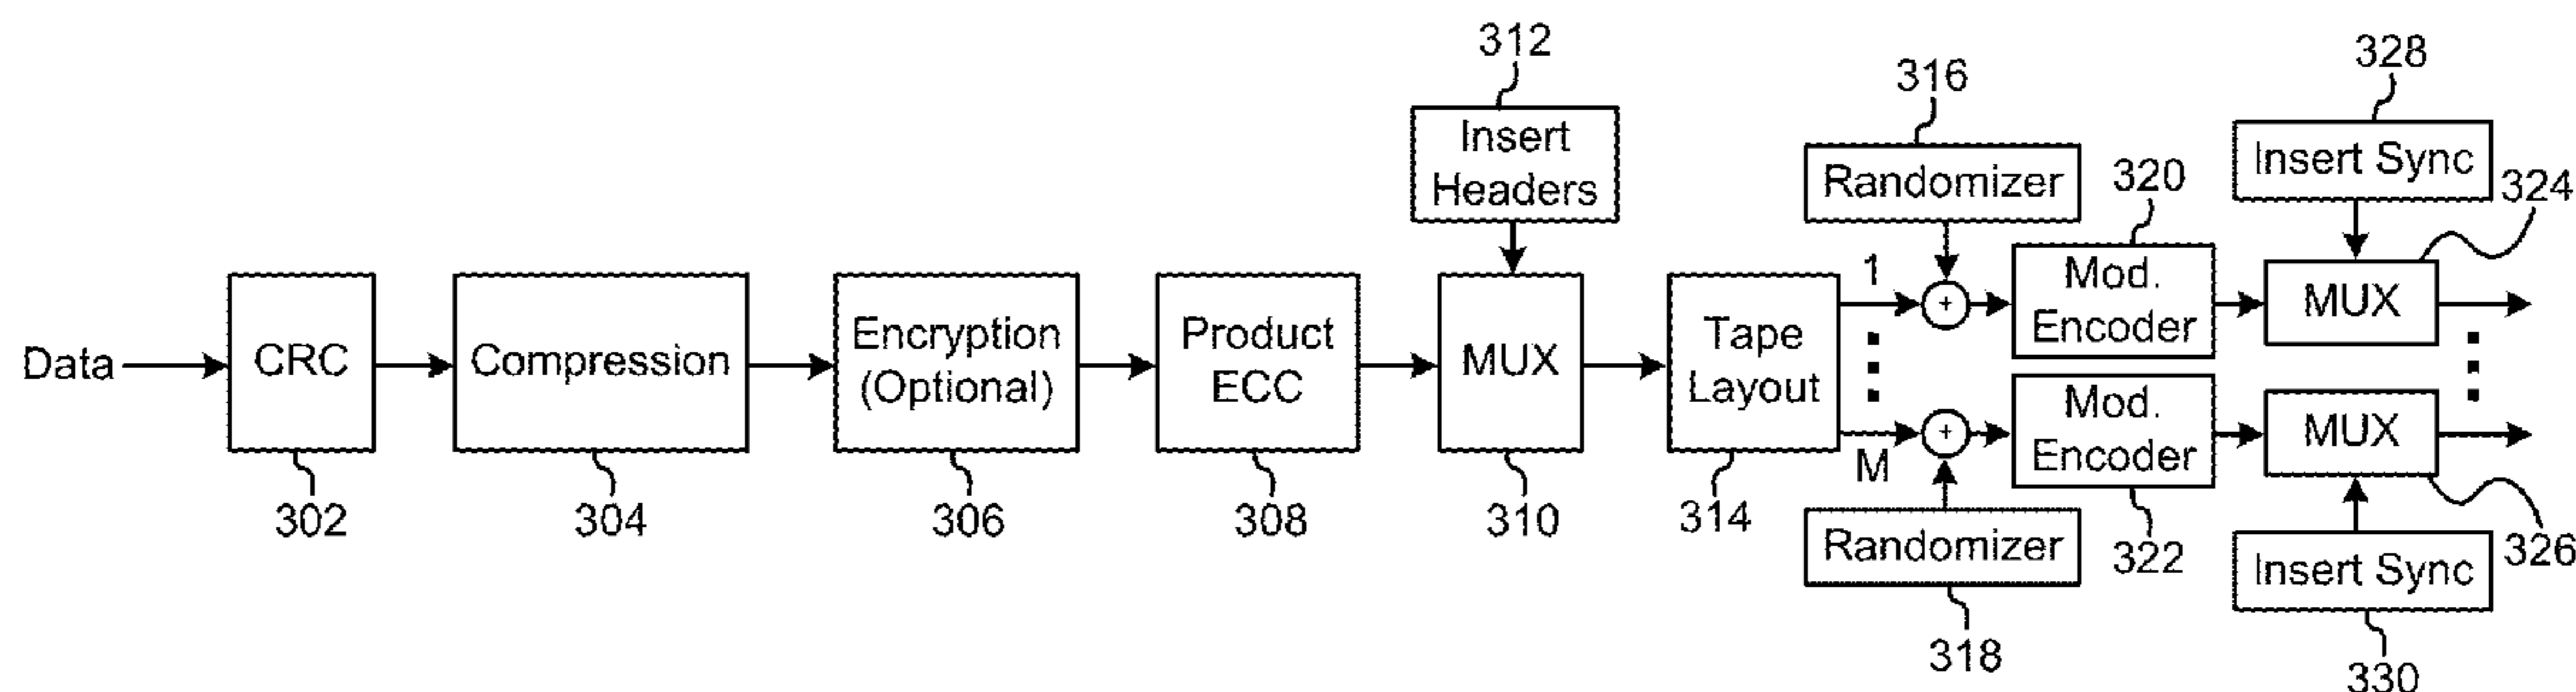 312
Insert
Headers
316
Randomizer
320
328
Insert Sync
324
Data
CRC
302
Compression
304
Encryption
(Optional)
306
Product
ECC
308
MUX
310
Tape
Layout
314
1
M
+
+
Mod.
Encoder
Mod.
Encoder
322
MUX
MUX
326
Randomizer
318
Insert Sync
330